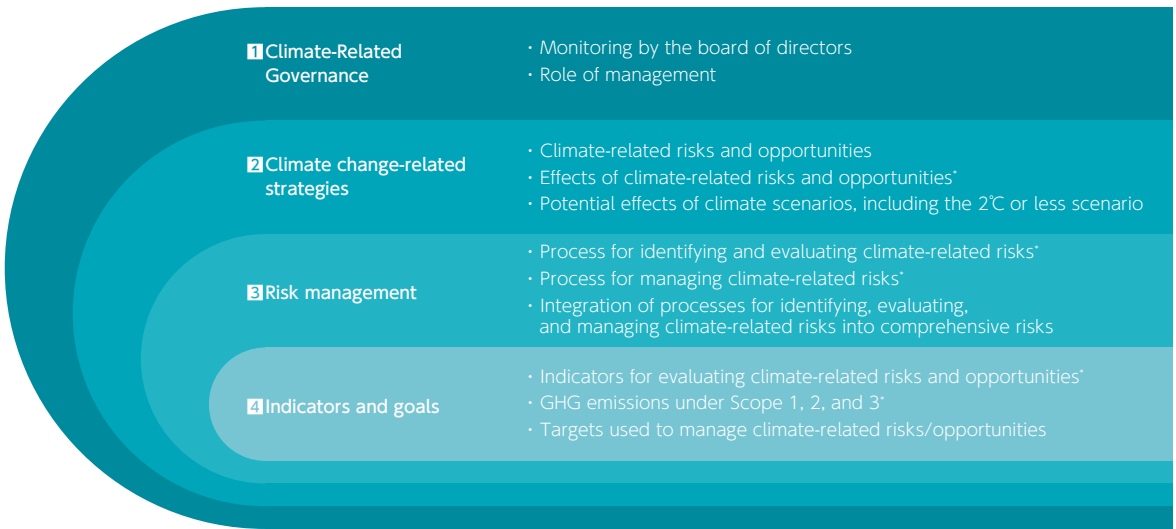 1 Climate-Related
Governance
・Monitoring by the board of directors
・Role of management
2 Climate change-related
strategies
・Climate-related risks and opportunities
・Effects of climate-related risks and opportunities*
・Potential effects of climate scenarios, including the 2℃ or less scenario
3 Risk management
・Process for identifying and evaluating climate-related risks*
・Process for managing climate-related risks*
・Integration of processes for identifying, evaluating,
and managing climate-related risks into comprehensive risks
4 Indicators and goals
・Indicators for evaluating climate-related risks and opportunities*
・GHG emissions under Scope 1, 2, and 3*
・Targets used to manage climate-related risks/opportunities